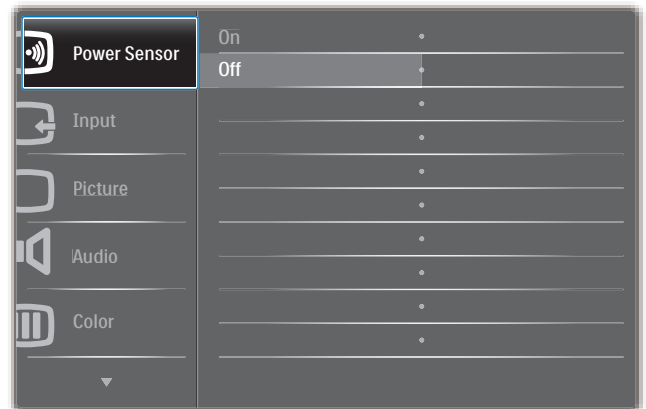 Power Sensor
On
Off
Input
Picture
Audio
Color